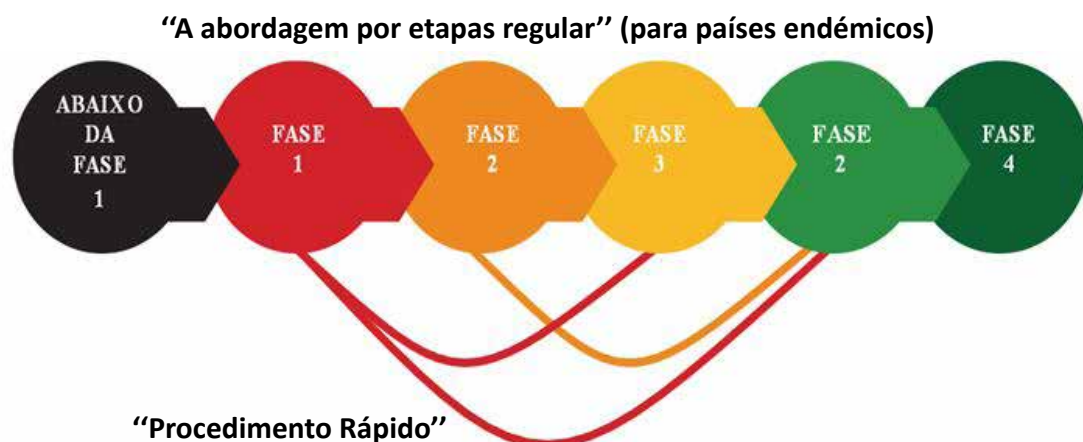 ‘‘A abordagem por etapas regular’’ (para países endémicos)
ABAIXO
DA
FASE
1
FASE
1
FASE
2
FASE
3
FASE
2
FASE
4
‘‘Procedimento Rápido’’